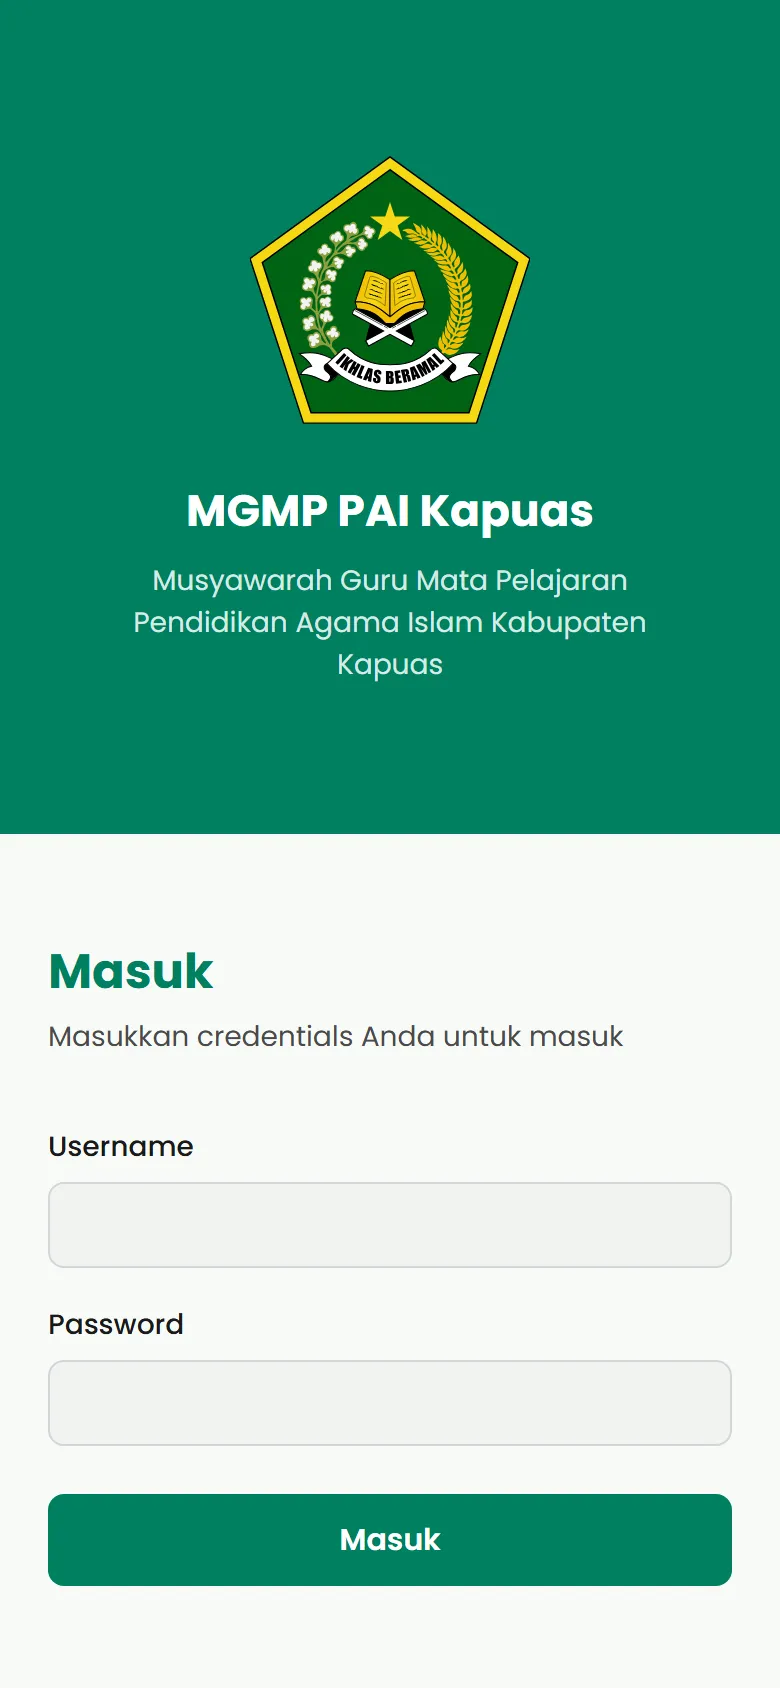 IKHLAS BERAMAL
MGMP PAI Kapuas
Musyawarah Guru Mata Pelajaran
Pendidikan Agama Islam Kabupaten
Kapuas
Masuk
Masukkan credentials Anda untuk masuk
Username
Password
Masuk